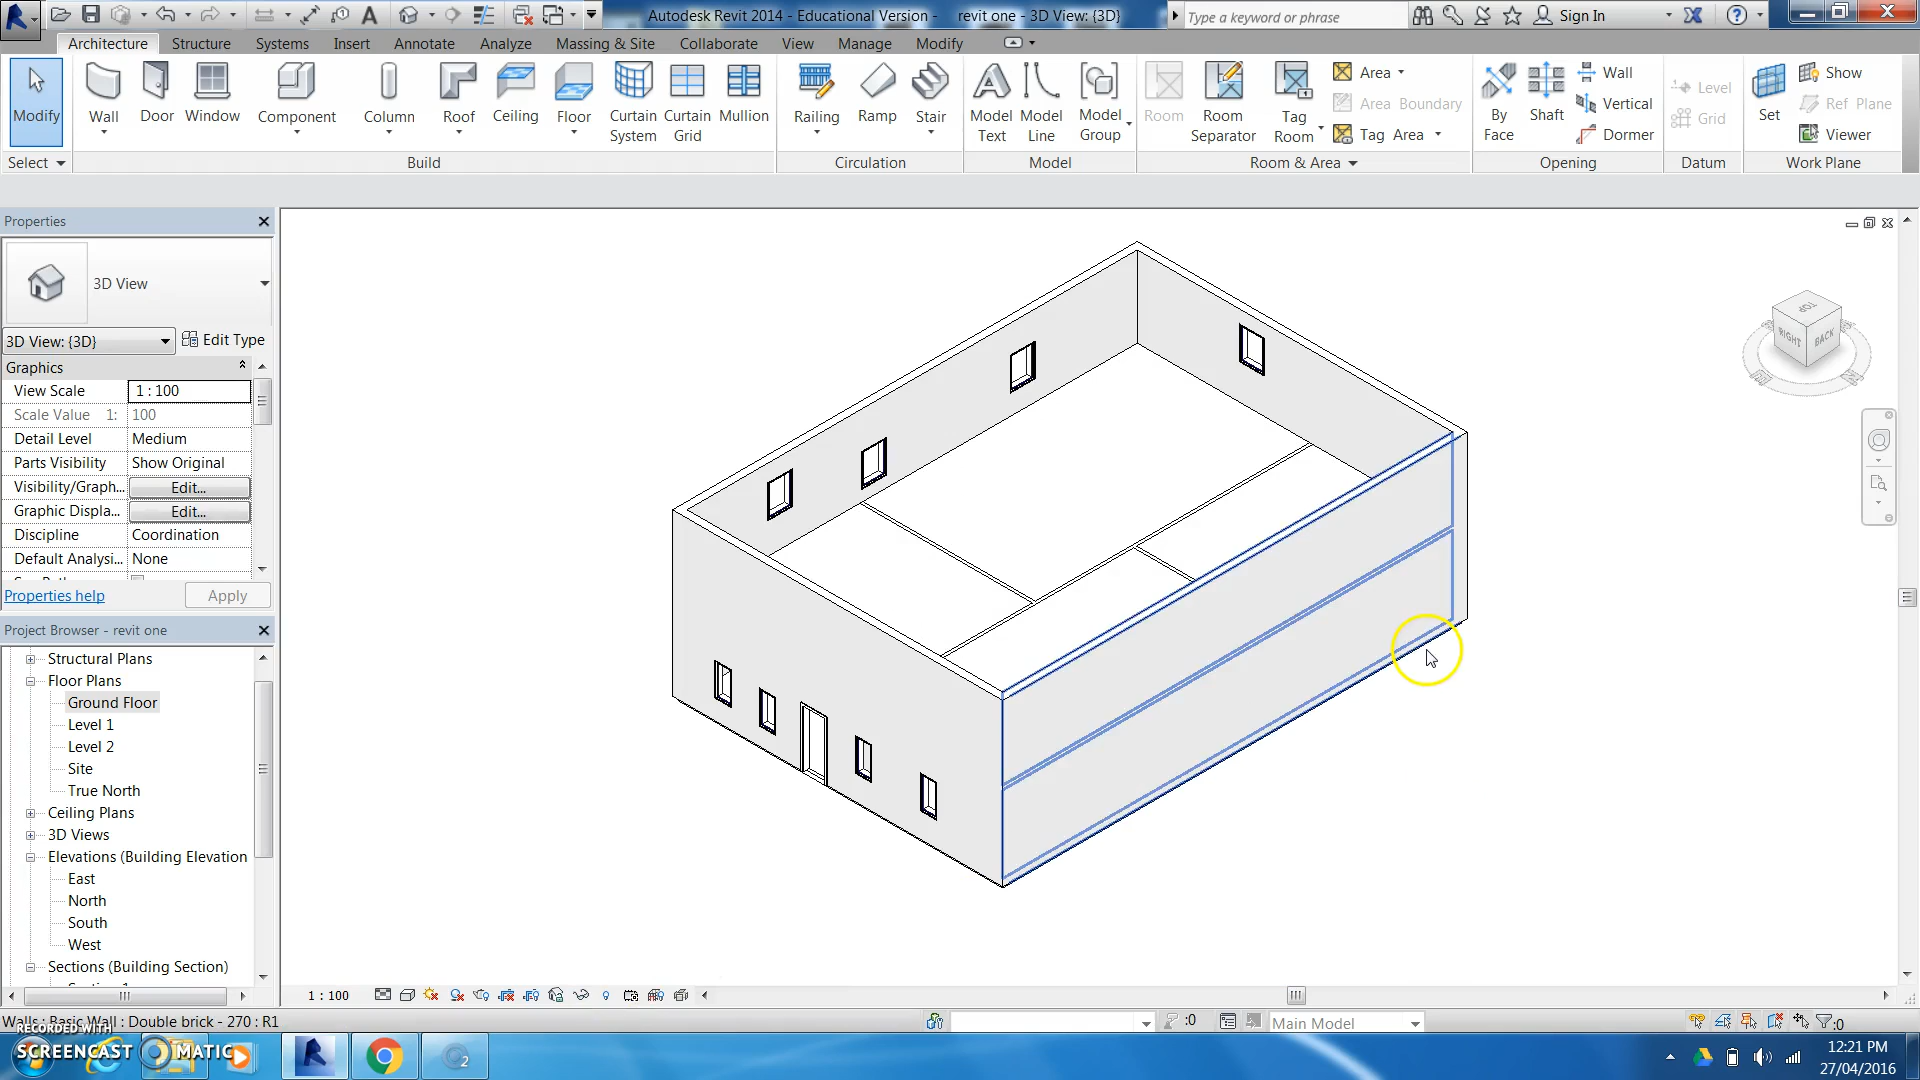 Autodesk Revit 2014 - Educational Version -    revit one - 3D View: {3D}
Type a keyword or phrase
Sign In
Architecture Structure Systems Insert Annotate Analyze Massing & Site Collaborate View Manage Modify
Modify
Wall
Door
Window
Component
Column
Roof
Ceiling
Floor
Curtain System
Curtain Grid
Mullion
Railing
Ramp
Stair
Model Text
Model Line
Model Group
Room
Room Separator
Tag Room
Area
Area Boundary
Tag Area
By Face
Shaft
Wall
Vertical
Dormer
Level
Grid
Set
Show
Ref Plane
Viewer
Select
Build
Circulation
Model
Room & Area
Opening
Datum
Work Plane
Properties
3D View
3D View: {3D}
Edit Type
Graphics
View Scale 1 : 100
Scale Value 1: 100
Detail Level Medium
Parts Visibility Show Original
Visibility/Graph... Edit...
Graphic Displa... Edit...
Discipline Coordination
Default Analysi... None
Properties help
Apply
Project Browser - revit one
Structural Plans
Floor Plans
Ground Floor
Level 1
Level 2
Site
True North
Ceiling Plans
3D Views
Elevations (Building Elevation
East
North
South
West
Sections (Building Section)
TOP
RIGHT
BACK
1 : 100
Walls : Basic Wall : Double brick - 270 : R1
:0
Main Model
:0
RECORDED WITH
SCREENCAST MATIC
12:21 PM
27/04/2016